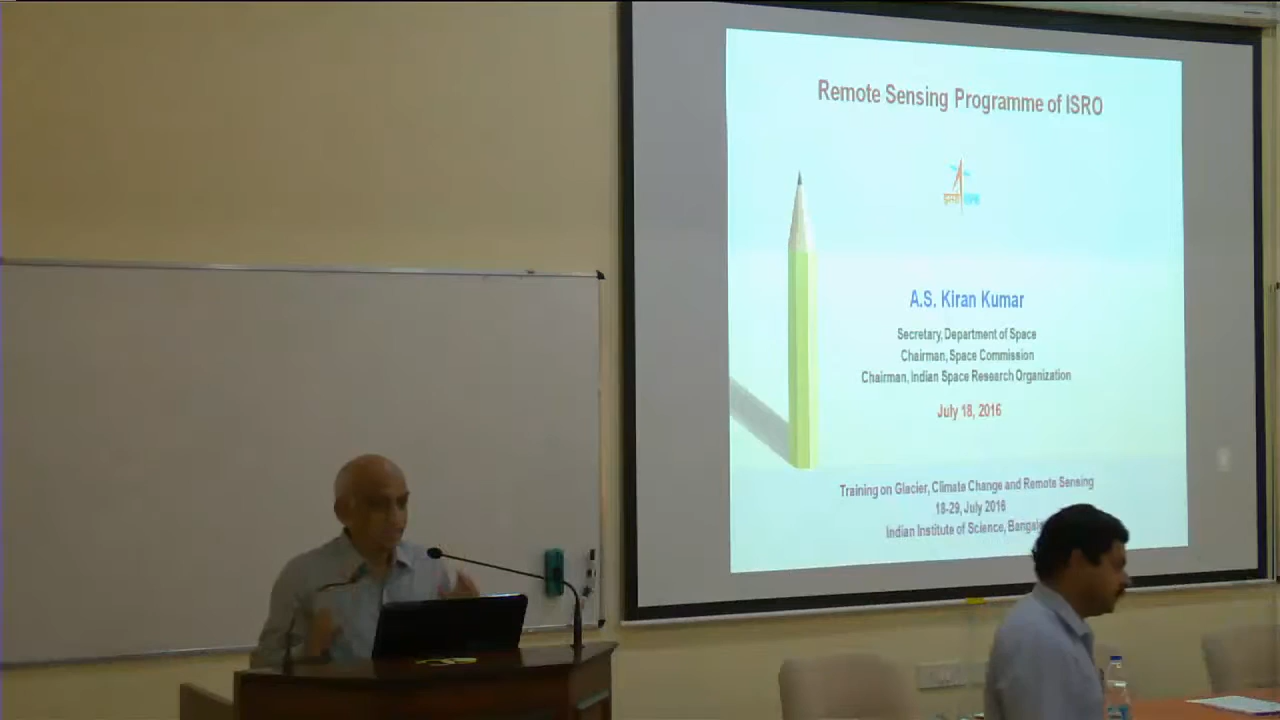 Remote Sensing Programme of ISRO
इसरो isro
A.S. Kiran Kumar
Secretary, Department of Space
Chairman, Space Commission
Chairman, Indian Space Research Organization
July 18, 2016
Training on Glacier, Climate Change and Remote Sensing
18-29, July 2016
Indian Institute of Science,